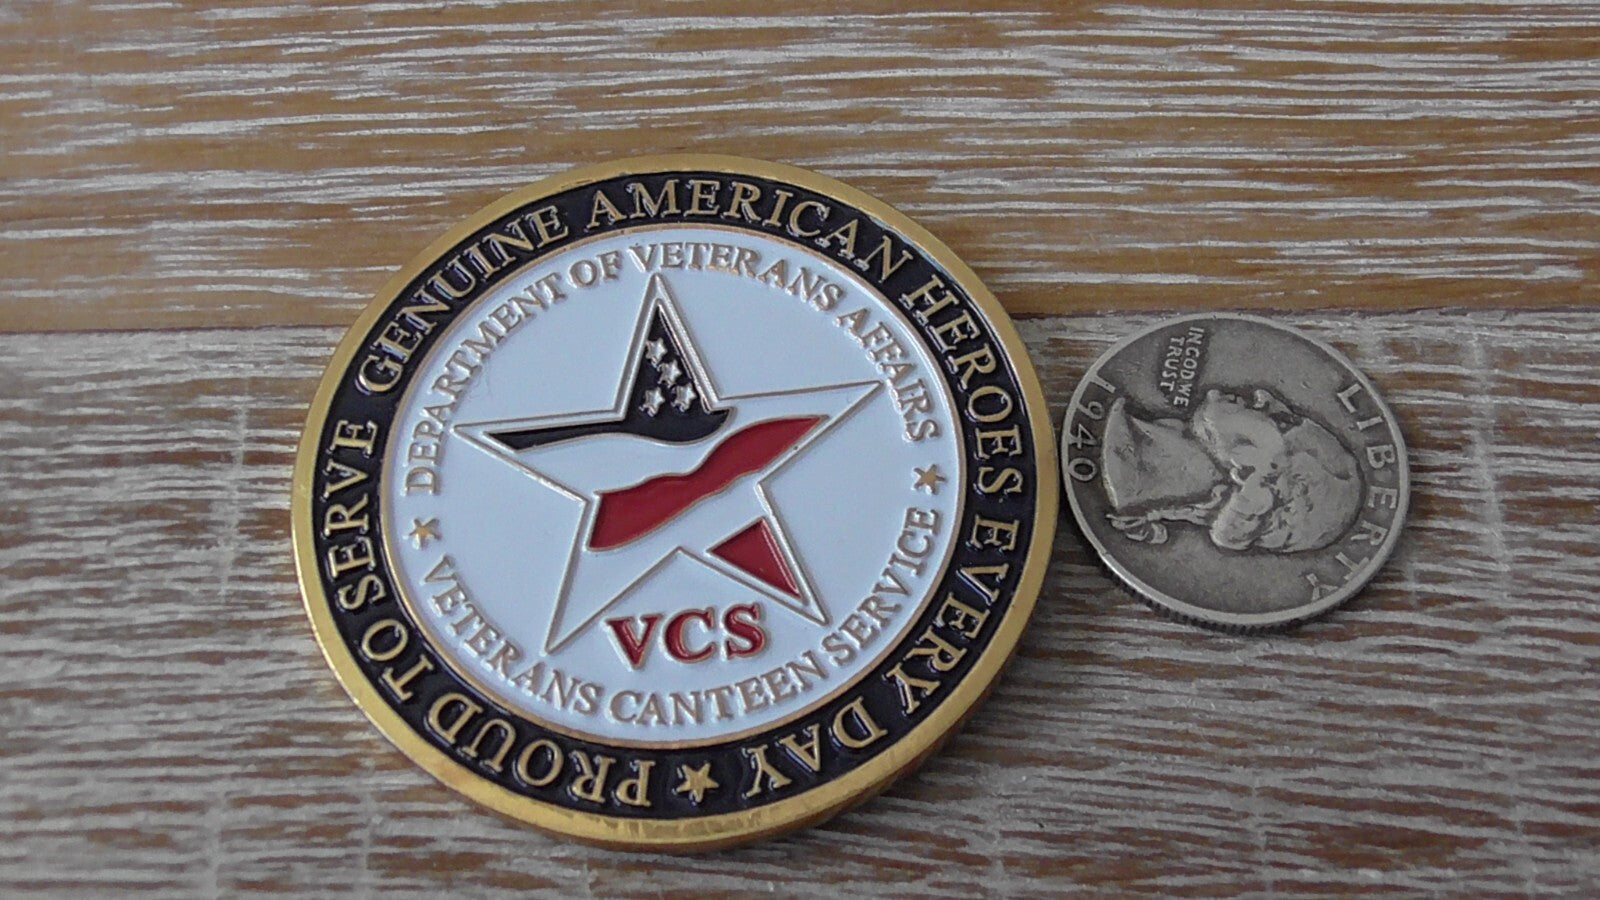 PROUD TO SERVE GENUINE AMERICAN HEROES EVERY DAY
DEPARTMENT OF VETERANS AFFAIRS
VETERANS CANTEEN SERVICE
VCS
LIBERTY
IN GOD WE
TRUST
1940